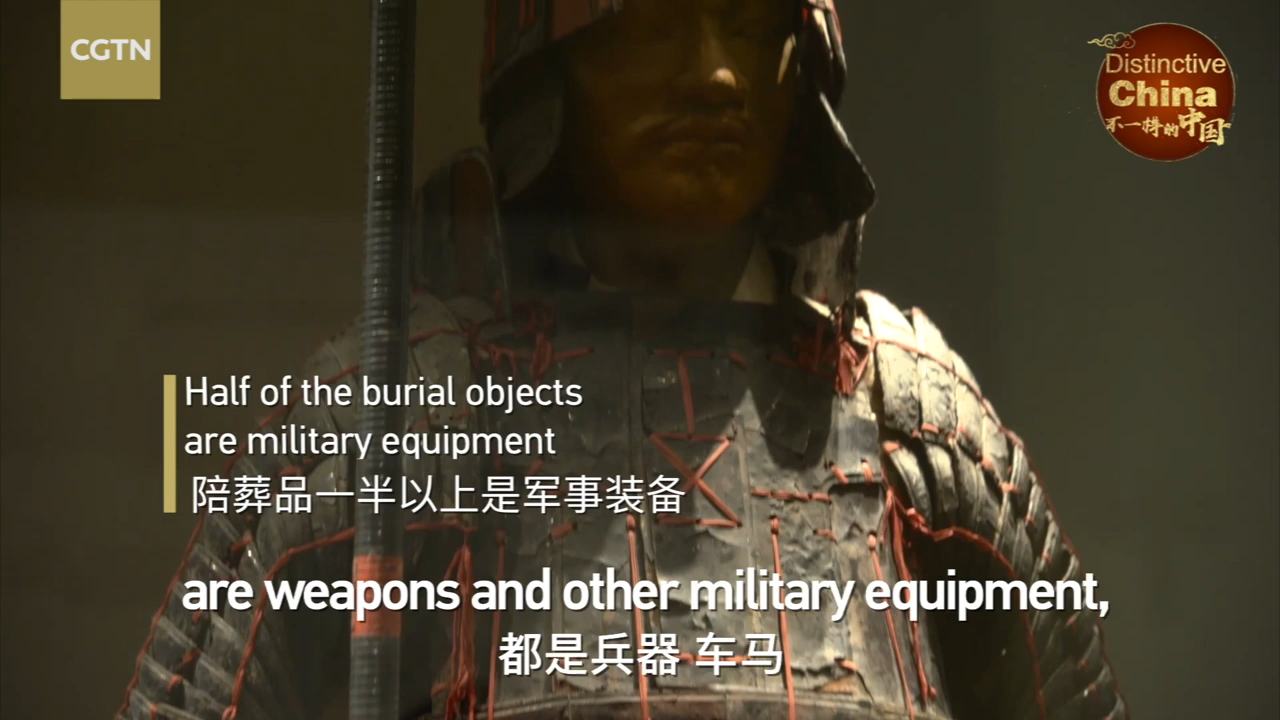 CGTN
Distinctive
China
不一样的中国
Half of the burial objects
are military equipment
陪葬品一半以上是军事装备
are weapons and other military equipment,
都是兵器 车马